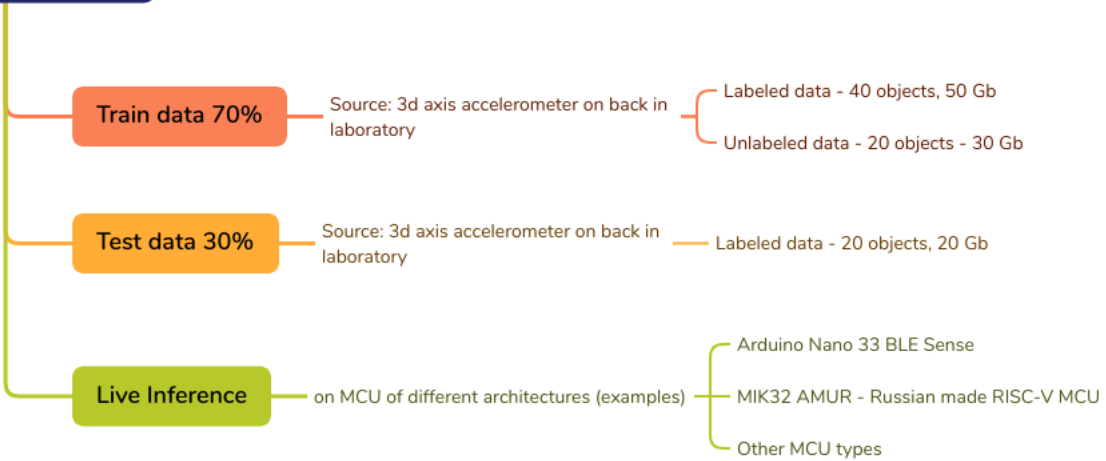 Train data 70%
Source: 3d axis accelerometer on back in
laboratory
Labeled data - 40 objects, 50 Gb
Unlabeled data - 20 objects - 30 Gb
Test data 30%
Source: 3d axis accelerometer on back in
laboratory
Labeled data - 20 objects, 20 Gb
Live Inference
on MCU of different architectures (examples)
Arduino Nano 33 BLE Sense
MIK32 AMUR - Russian made RISC-V MCU
Other MCU types